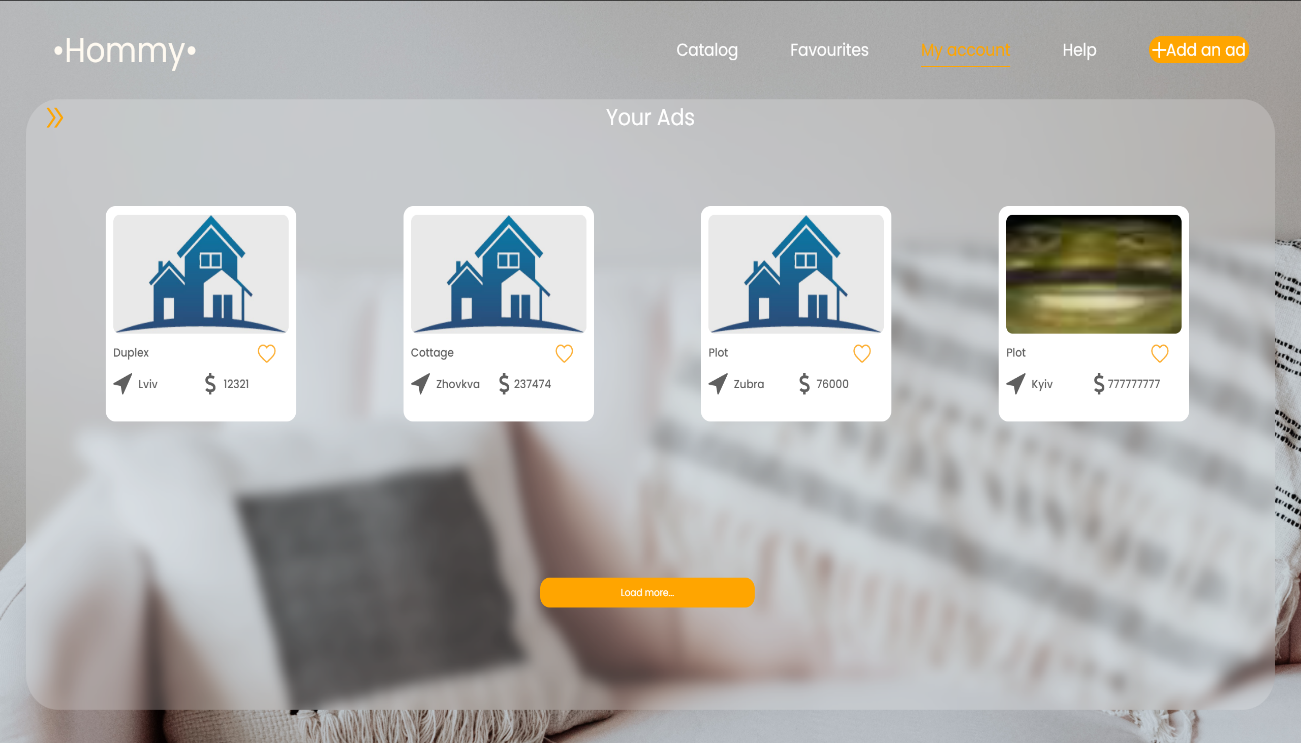 •Hommy•
Catalog
Favourites
My account
Help
+Add an ad
Your Ads
Duplex
Lviv
$ 12321
Cottage
Zhovkva
$ 237474
Plot
Zubra
$ 76000
Plot
Kyiv
$ 777777777
Load more...